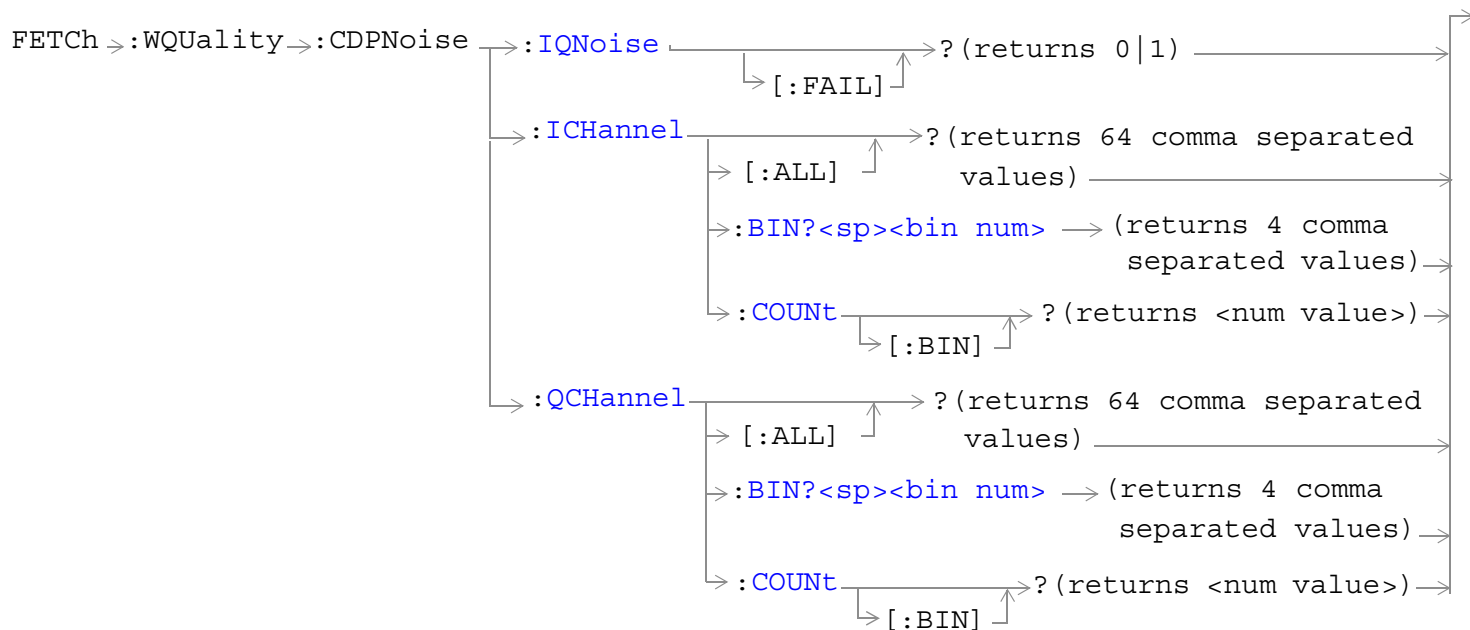 FETCh :WQUality :CDPNoise :IQNoise ?(returns 0|1)
[:FAIL]
:ICHannel ?(returns 64 comma separated
[:ALL] values)
:BIN?<sp><bin num> (returns 4 comma
separated values)
:COUNt ?(returns <num value>)
[:BIN]
:QCHannel ?(returns 64 comma separated
[:ALL] values)
:BIN?<sp><bin num> (returns 4 comma
separated values)
:COUNt ?(returns <num value>)
[:BIN]